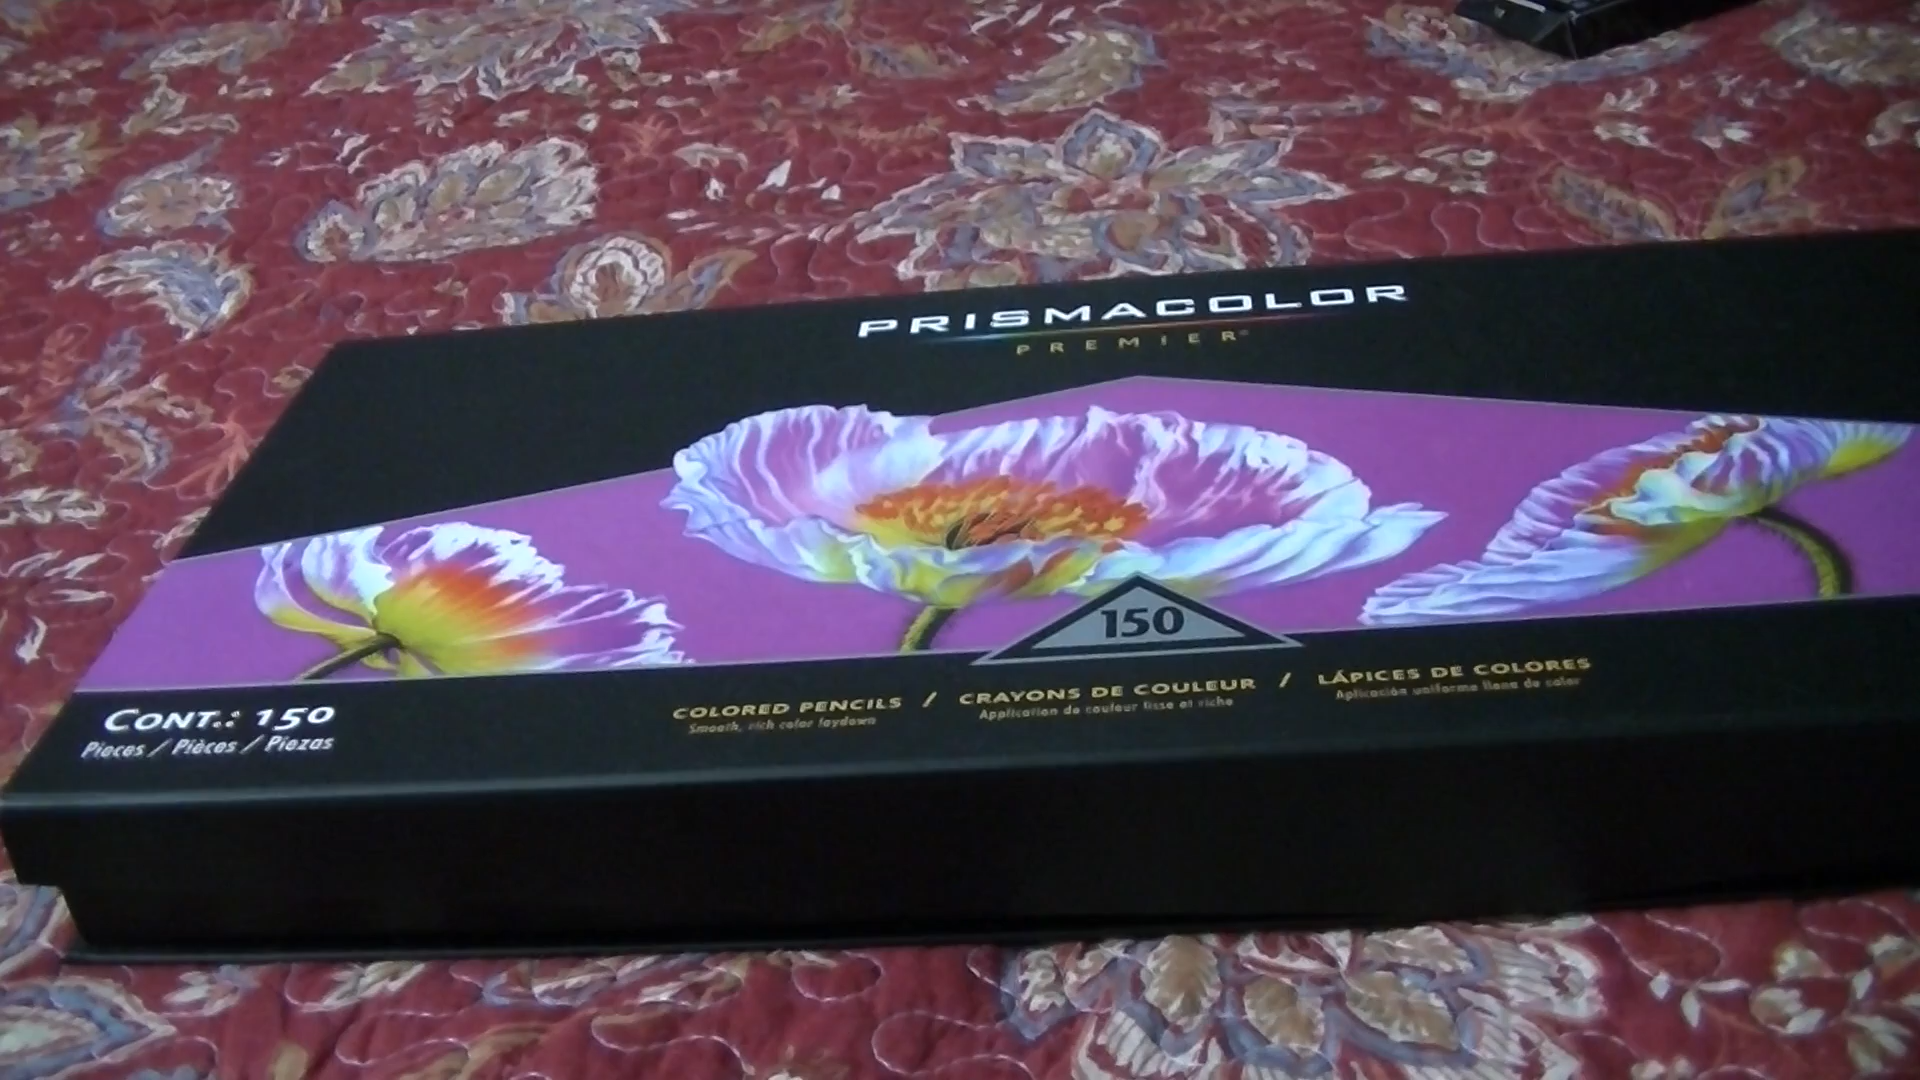 PRISMACOLOR
PREMIER®
150
CONT.: 150
Pieces / Pièces / Piezas
COLORED PENCILS / CRAYONS DE COULEUR / LÁPICES DE COLORES
Smooth, rich color laydown Application de couleur lisse et riche Aplicación uniforme llena de color